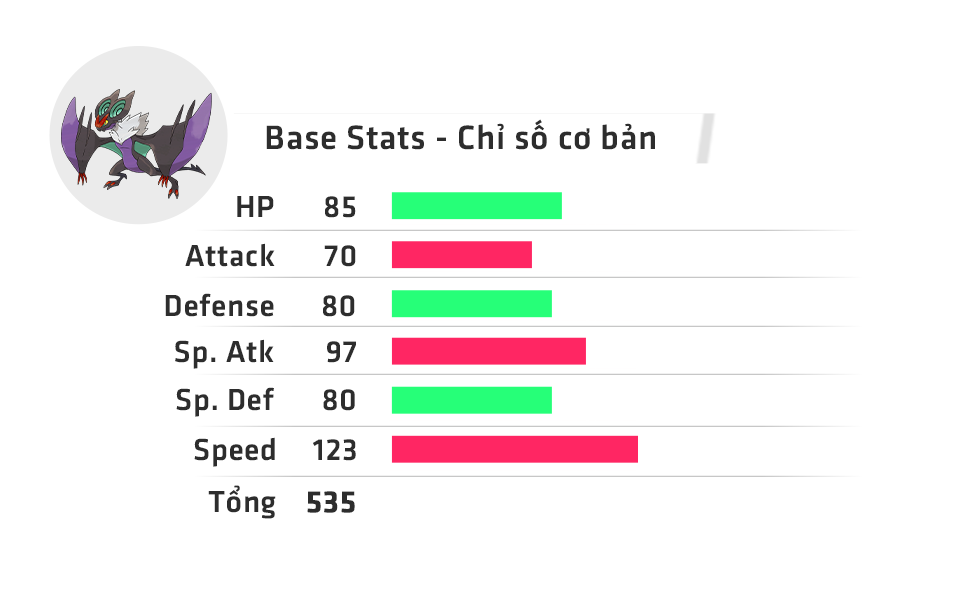 Base Stats - Chỉ số cơ bản
HP 85
Attack 70
Defense 80
Sp. Atk 97
Sp. Def 80
Speed 123
Tổng 535